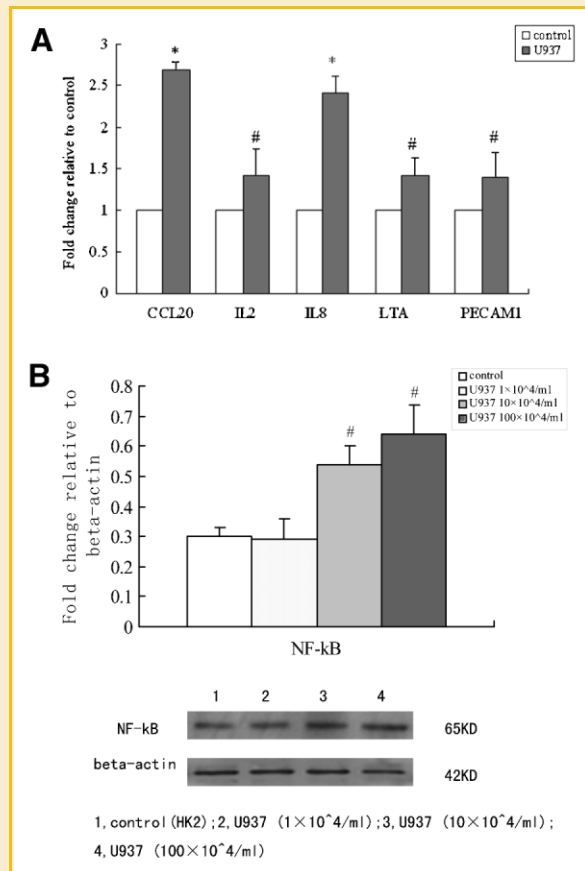 A
control
U937
*
*
#
#
#
Fold change relative to control
3
2.5
2
1.5
1
0.5
0
CCL20 IL2 IL8 LTA PECAM1
B
control
U937 1×10^4/ml
U937 10×10^4/ml
U937 100×10^4/ml
#
#
Fold change relative to
beta-actin
0.8
0.7
0.6
0.5
0.4
0.3
0.2
0.1
0
NF-kB
1 2 3 4
NF-kB 65KD
beta-actin 42KD
1, control(HK2);2, U937 (1×10^4/ml);3, U937 (10×10^4/ml);
4, U937 (100×10^4/ml)